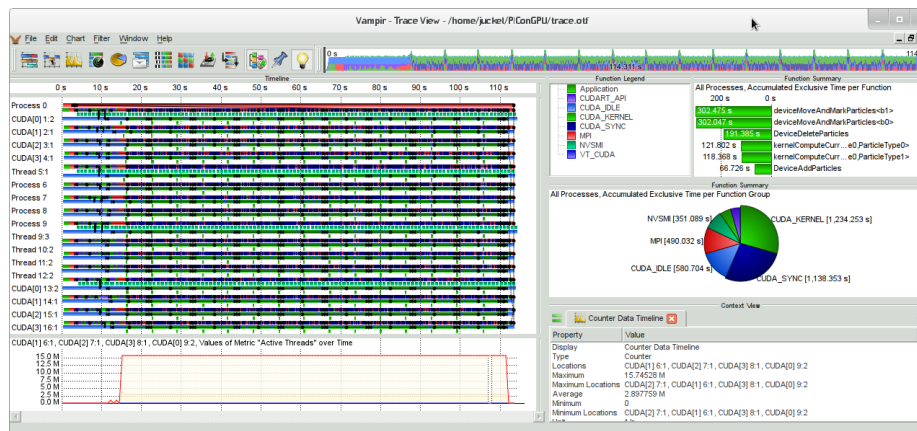 Vampir - Trace View - /home/juckel/PIConGPU/trace.otf
File Edit Chart Filter Window Help
0 s
114.311 s
Timeline
0 s 10 s 20 s 30 s 40 s 50 s 60 s 70 s 80 s 90 s 100 s 110 s
Process 0
CUDA[0] 1:2
CUDA[1] 2:1
CUDA[2] 3:1
CUDA[3] 4:1
Thread 5:1
Process 6
Process 7
Process 8
Process 9
Thread 9:3
Thread 10:2
Thread 11:2
Thread 12:2
CUDA[0] 13:2
CUDA[1] 14:1
CUDA[2] 15:1
CUDA[3] 16:1
CUDA[1] 6:1, CUDA[2] 7:1, CUDA[3] 8:1, CUDA[0] 9:2, Values of Metric "Active Threads" over Time
15.0 M
12.5 M
10.0 M
7.5 M
5.0 M
2.5 M
0.0 M
Function Legend
Application
CUDART_API
CUDA_IDLE
CUDA_KERNEL
CUDA_SYNC
MPI
NVSMI
VT_CUDA
Function Summary
All Processes, Accumulated Exclusive Time per Function
200 s 0 s
302.475 s deviceMoveAndMarkParticles<b1>
302.047 s deviceMoveAndMarkParticles<b0>
191.385 s DeviceDeleteParticles
121.802 s kernelComputeCurr... e0,ParticleType0>
118.368 s kernelComputeCurr... e0,ParticleType1>
66.726 s DeviceAddParticles
Function Summary
All Processes, Accumulated Exclusive Time per Function Group
NVSMI [351.089 s]
CUDA_KERNEL [1,234.253 s]
MPI [490.032 s]
CUDA_IDLE [580.704 s]
CUDA_SYNC [1,138.353 s]
Context View
Counter Data Timeline
Property Value
Display Counter Data Timeline
Type Counter
Locations CUDA[1] 6:1, CUDA[2] 7:1, CUDA[3] 8:1, CUDA[0] 9:2
Maximum 15.74528 M
Maximum Locations CUDA[2] 7:1, CUDA[1] 6:1, CUDA[3] 8:1, CUDA[0] 9:2
Average 2.897759 M
Minimum 0
Minimum Locations CUDA[2] 7:1, CUDA[1] 6:1, CUDA[3] 8:1, CUDA[0] 9:2